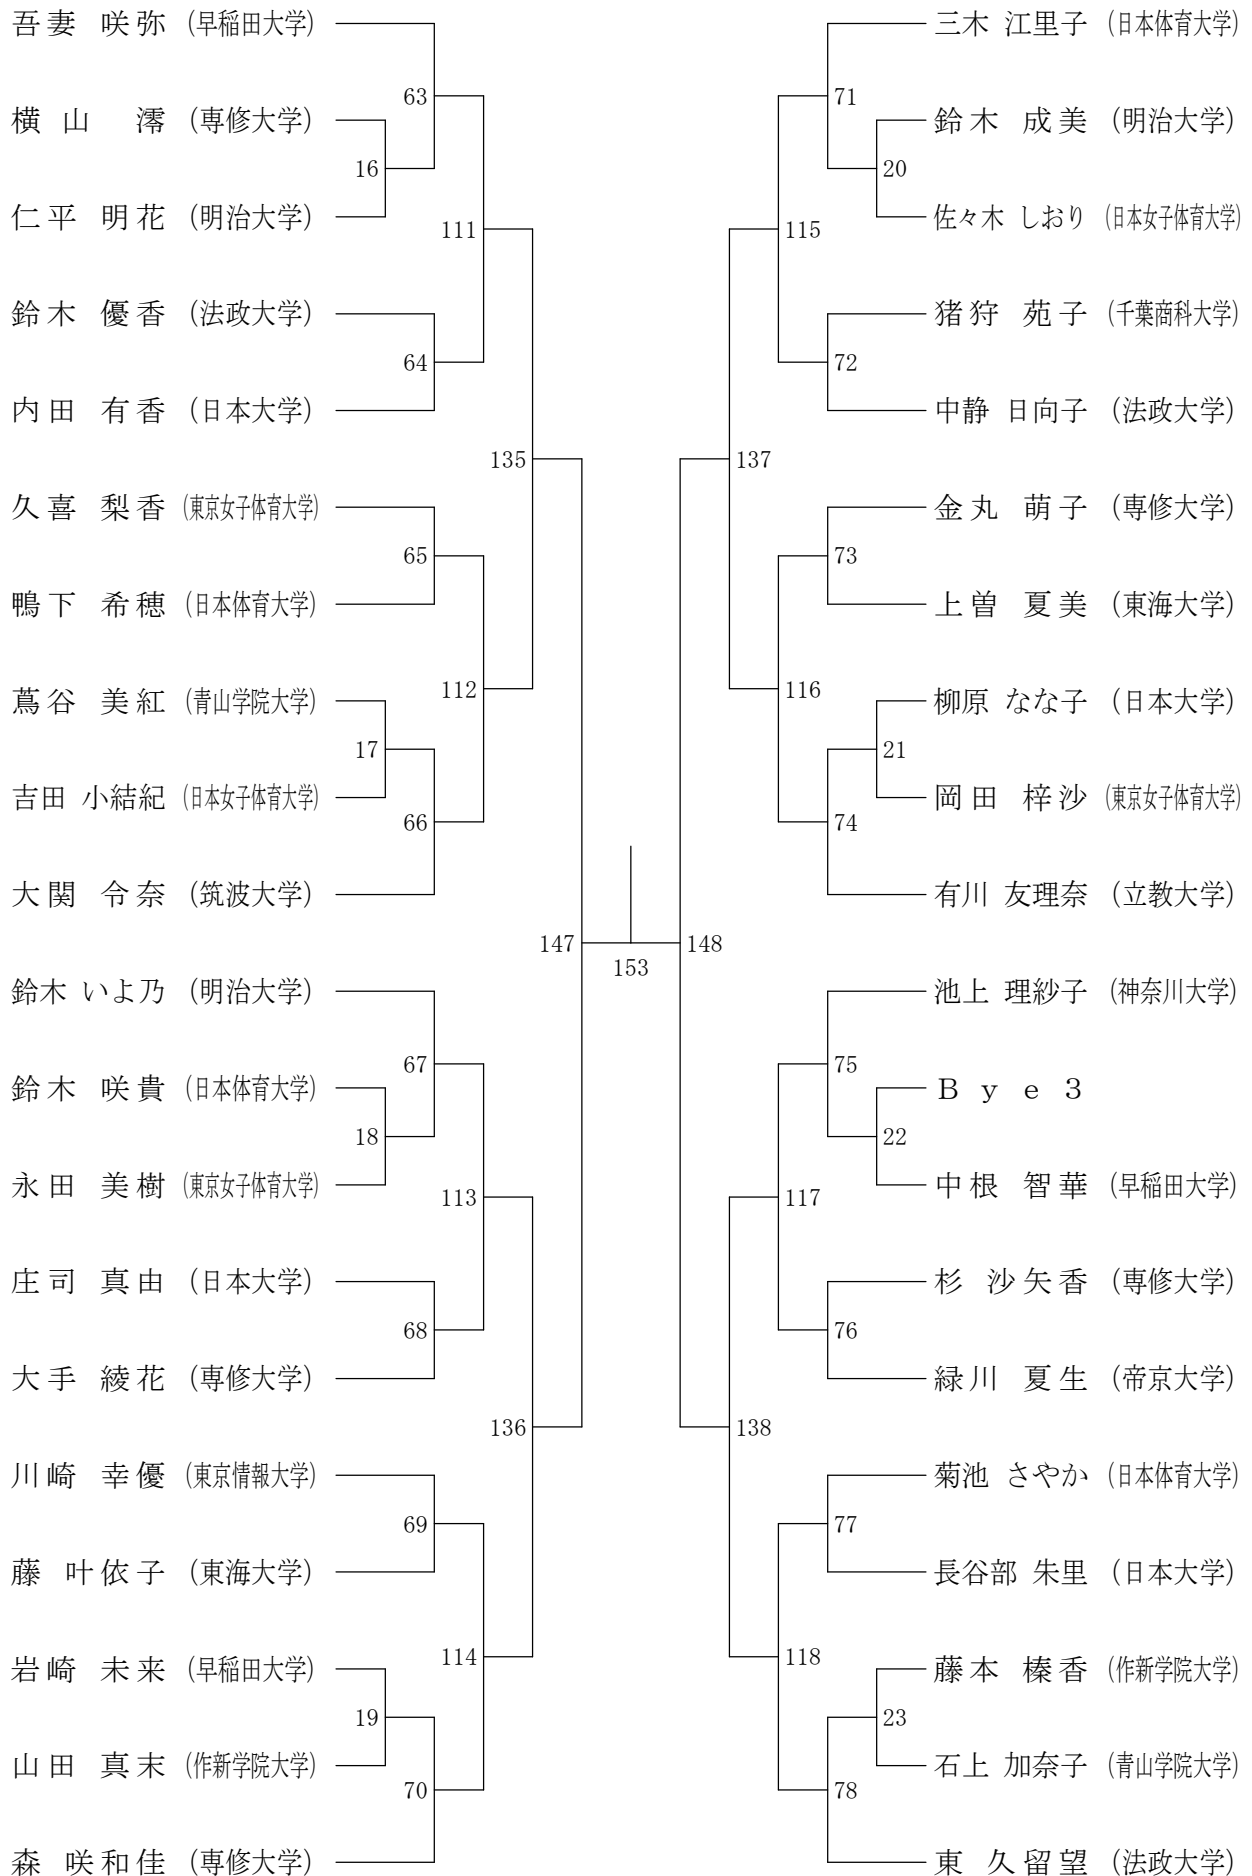 吾妻 咲弥 (早稲田大学)
63
横山 澪 (専修大学)
16
仁平 明花 (明治大学)
111
鈴木 優香 (法政大学)
64
内田 有香 (日本大学)
135
久喜 梨香 (東京女子体育大学)
65
鴨下 希穂 (日本体育大学)
112
蔦谷 美紅 (青山学院大学)
17
吉田 小結紀 (日本女子体育大学)
66
大関 令奈 (筑波大学)
147
鈴木 いよ乃 (明治大学)
67
鈴木 咲貴 (日本体育大学)
18
永田 美樹 (東京女子体育大学)
113
庄司 真由 (日本大学)
68
大手 綾花 (専修大学)
136
川崎 幸優 (東京情報大学)
69
藤 叶依子 (東海大学)
114
岩崎 未来 (早稲田大学)
19
山田 真末 (作新学院大学)
70
森 咲和佳 (専修大学)
153
三木 江里子 (日本体育大学)
71
鈴木 成美 (明治大学)
20
佐々木 しおり (日本女子体育大学)
115
猪狩 苑子 (千葉商科大学)
72
中静 日向子 (法政大学)
137
金丸 萌子 (専修大学)
73
上曽 夏美 (東海大学)
116
柳原 なな子 (日本大学)
21
岡田 梓沙 (東京女子体育大学)
74
有川 友理奈 (立教大学)
148
池上 理紗子 (神奈川大学)
75
Bye3
22
中根 智華 (早稲田大学)
117
杉 沙矢香 (専修大学)
76
緑川 夏生 (帝京大学)
138
菊池 さやか (日本体育大学)
77
長谷部 朱里 (日本大学)
118
藤本 榛香 (作新学院大学)
23
石上 加奈子 (青山学院大学)
78
東 久留望 (法政大学)